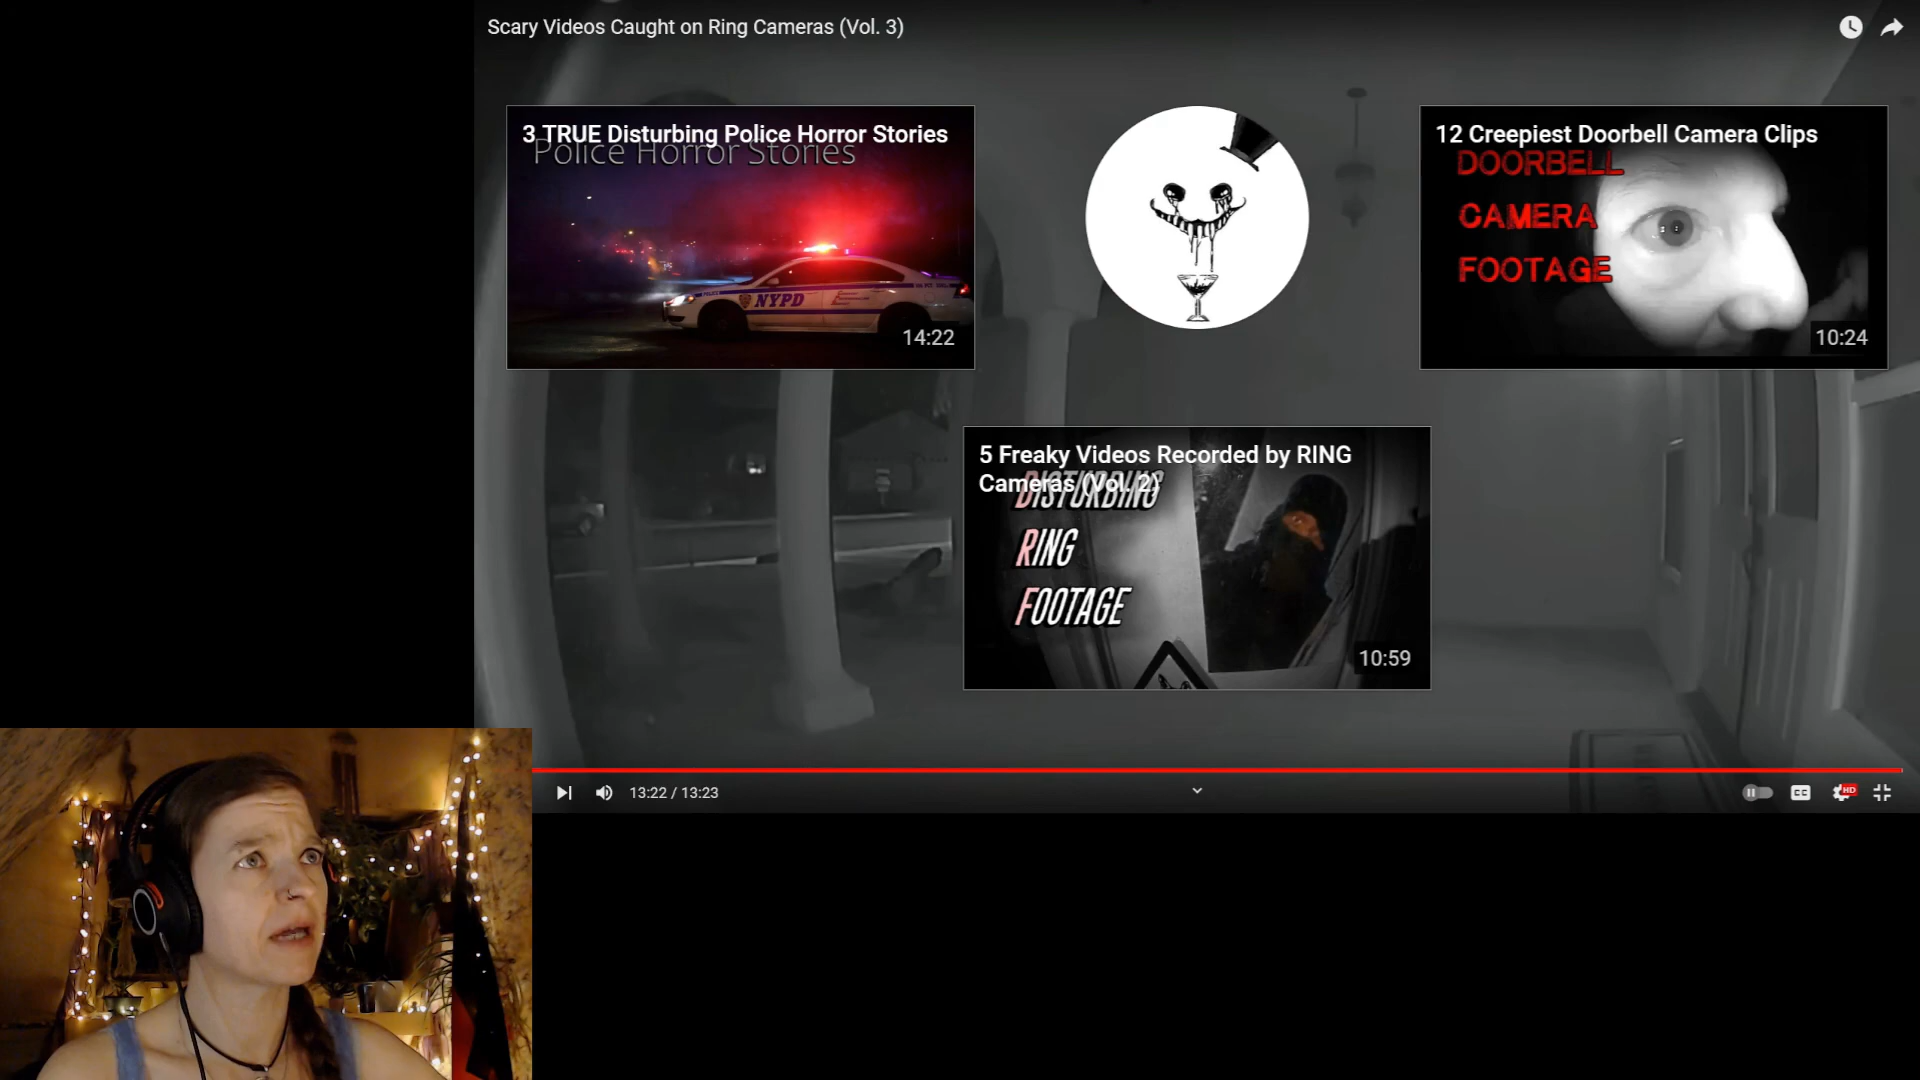 Scary Videos Caught on Ring Cameras (Vol. 3)
3 TRUE Disturbing Police Horror Stories
Police Horror Stories
NYPD
14:22
12 Creepiest Doorbell Camera Clips
DOORBELL
CAMERA
FOOTAGE
10:24
5 Freaky Videos Recorded by RING
Cameras (Vol. 2)
DISTURBING
RING
FOOTAGE
10:59
13:22 / 13:23
CC
HD